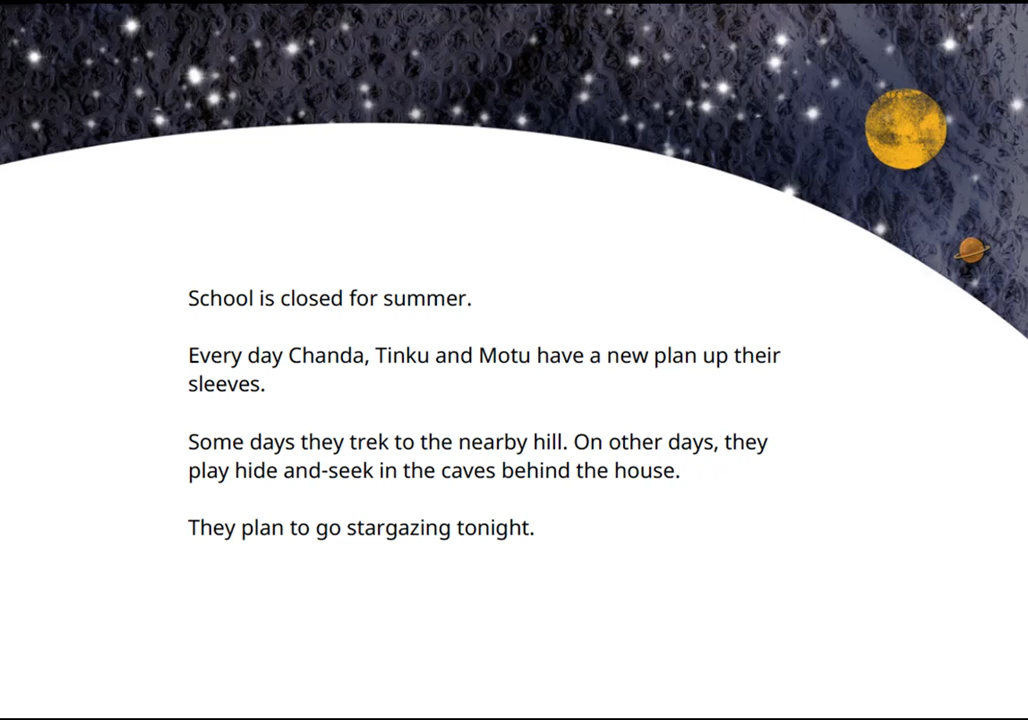 School is closed for summer.
Every day Chanda, Tinku and Motu have a new plan up their
sleeves.
Some days they trek to the nearby hill. On other days, they
play hide and-seek in the caves behind the house.
They plan to go stargazing tonight.